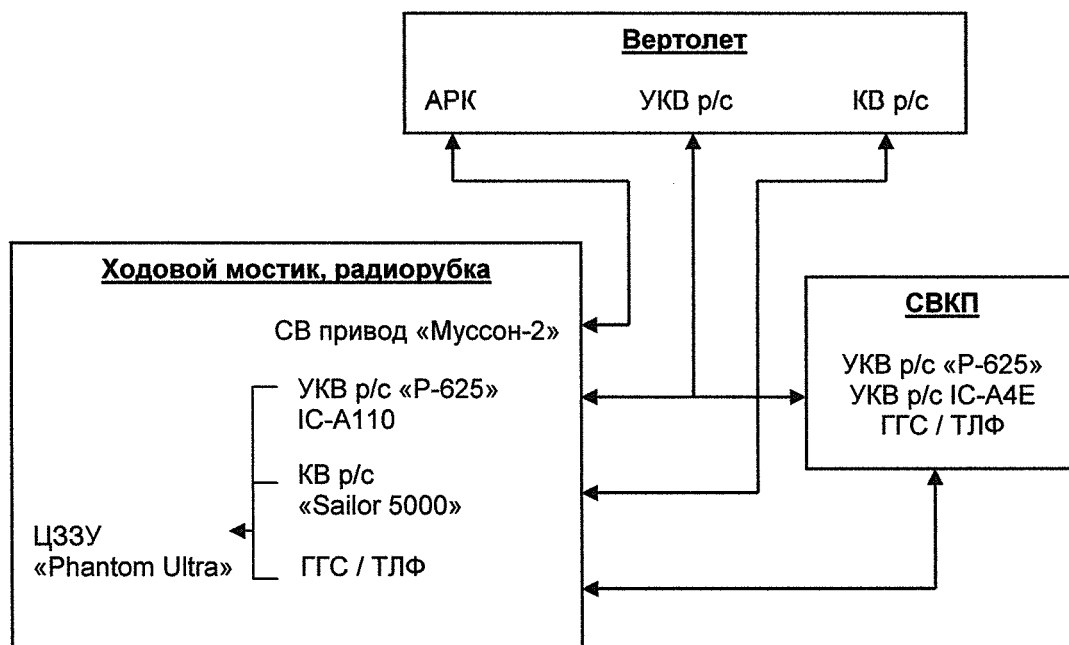 Вертолет
АРК УКВ р/с КВ р/с
Ходовой мостик, радиорубка
СВ привод «Муссон-2»
УКВ р/с «Р-625»
IC-A110
КВ р/с
«Sailor 5000»
ЦЗЗУ
«Phantom Ultra»
ГГС / ТЛФ
СВКП
УКВ р/с «Р-625»
УКВ р/с IC-A4E
ГГС / ТЛФ